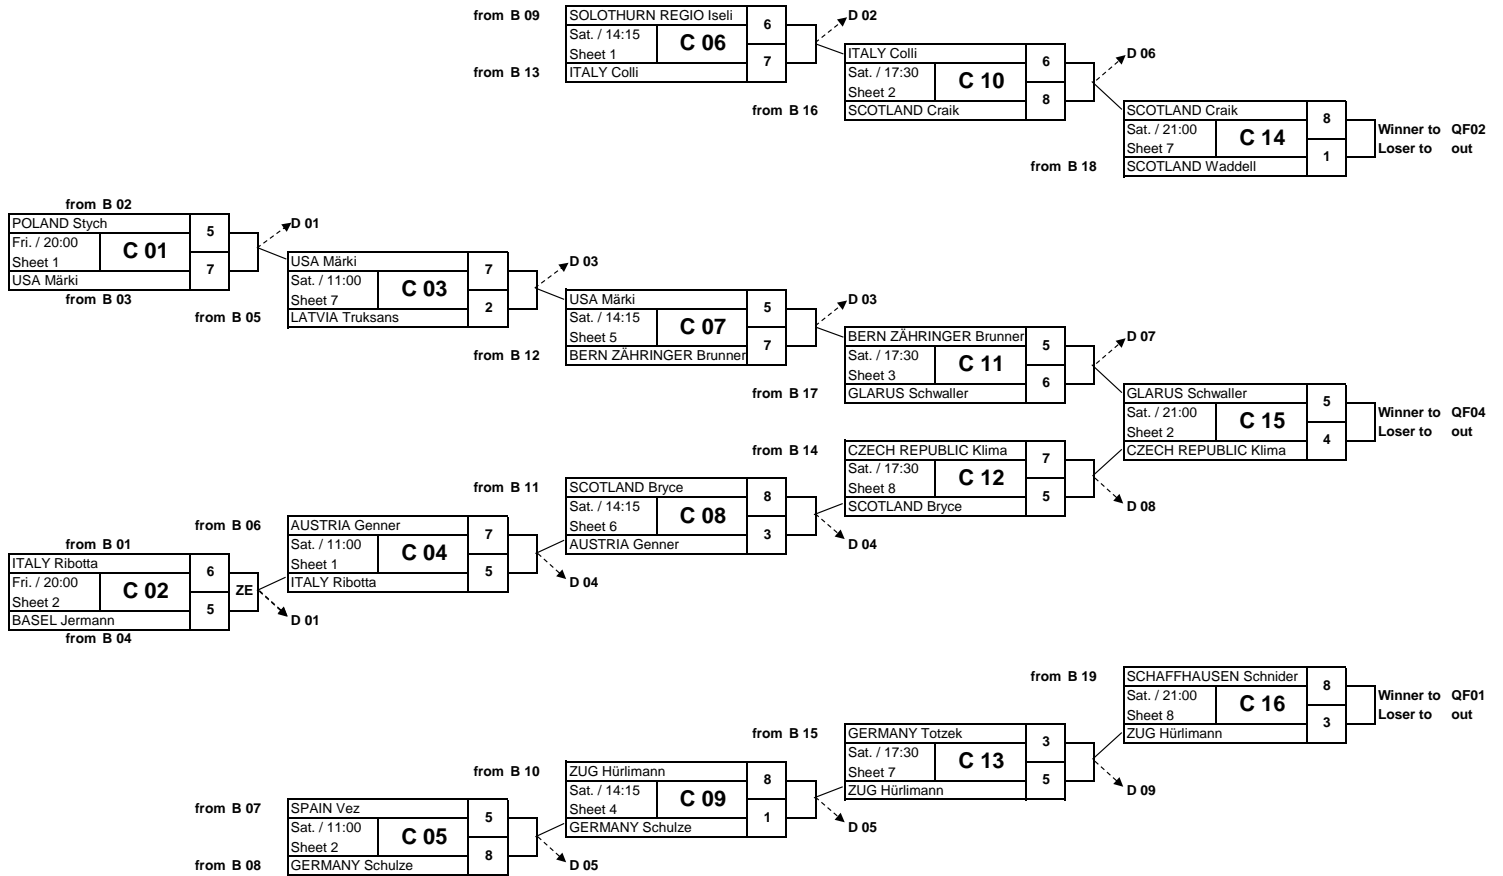 from B 09
SOLOTHURN REGIO Iseli
Sat. / 14:15
Sheet 1
C 06
6
7
ITALY Colli
from B 13
D 02
ITALY Colli
Sat. / 17:30
Sheet 2
C 10
6
8
SCOTLAND Craik
from B 16
D 06
SCOTLAND Craik
Sat. / 21:00
Sheet 7
C 14
8
1
SCOTLAND Waddell
from B 18
Winner to QF02
Loser to out
from B 02
POLAND Stych
Fri. / 20:00
Sheet 1
C 01
5
7
USA Märki
from B 03
D 01
USA Märki
Sat. / 11:00
Sheet 7
C 03
7
2
LATVIA Truksans
from B 05
D 03
USA Märki
Sat. / 14:15
Sheet 5
C 07
5
7
BERN ZÄHRINGER Brunner
from B 12
D 03
BERN ZÄHRINGER Brunner
Sat. / 17:30
Sheet 3
C 11
5
6
GLARUS Schwaller
from B 17
D 07
GLARUS Schwaller
Sat. / 21:00
Sheet 2
C 15
5
4
CZECH REPUBLIC Klima
Winner to QF04
Loser to out
from B 14
CZECH REPUBLIC Klima
Sat. / 17:30
Sheet 8
C 12
7
5
SCOTLAND Bryce
D 08
from B 11
SCOTLAND Bryce
Sat. / 14:15
Sheet 6
C 08
8
3
AUSTRIA Genner
D 04
from B 06
AUSTRIA Genner
Sat. / 11:00
Sheet 1
C 04
7
5
ITALY Ribotta
D 04
from B 01
ITALY Ribotta
Fri. / 20:00
Sheet 2
C 02
6
5
ZE
BASEL Jermann
from B 04
D 01
from B 19
SCHAFFHAUSEN Schnider
Sat. / 21:00
Sheet 8
C 16
8
3
ZUG Hürlimann
Winner to QF01
Loser to out
from B 15
GERMANY Totzek
Sat. / 17:30
Sheet 7
C 13
3
5
ZUG Hürlimann
D 09
from B 10
ZUG Hürlimann
Sat. / 14:15
Sheet 4
C 09
8
1
GERMANY Schulze
D 05
from B 07
SPAIN Vez
Sat. / 11:00
Sheet 2
C 05
5
8
GERMANY Schulze
from B 08
D 05